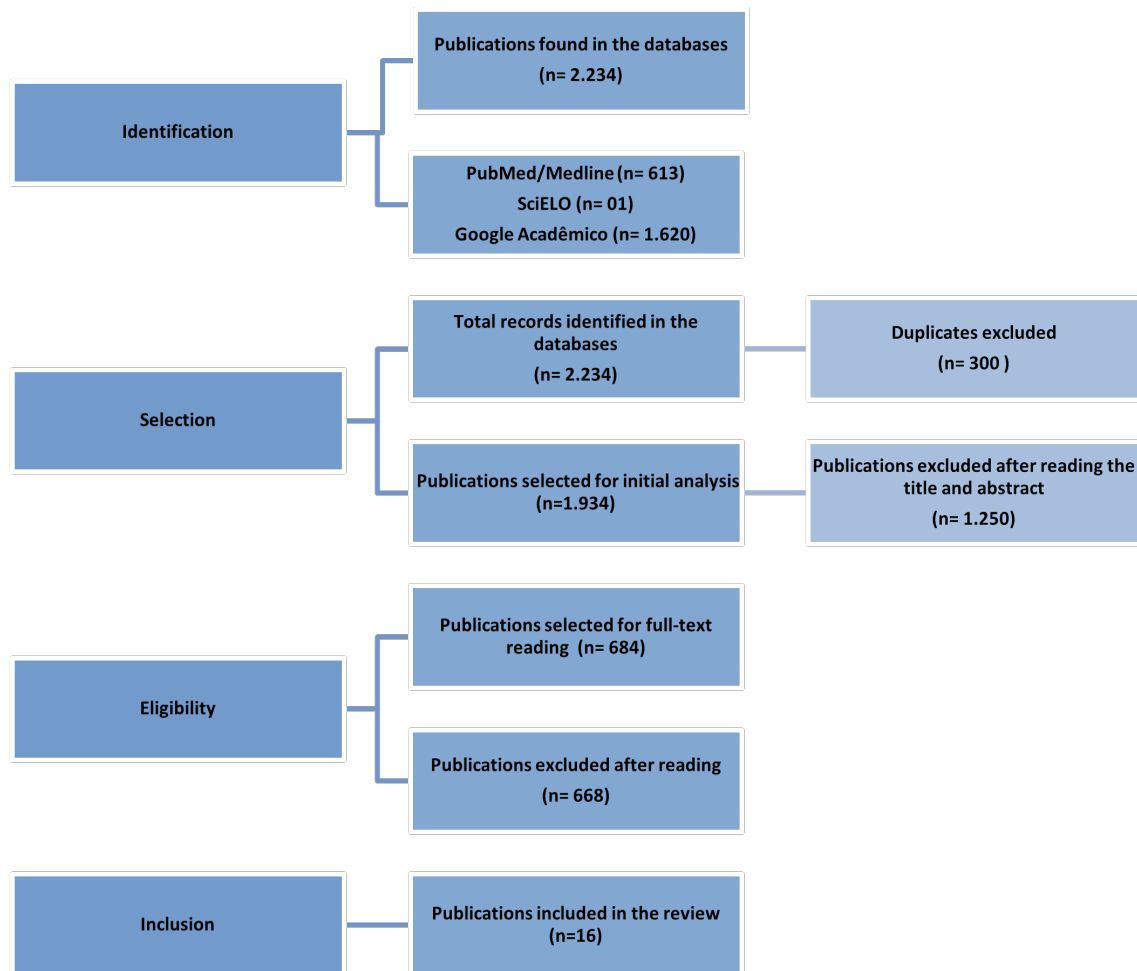 Identification
Publications found in the databases
(n= 2.234)
PubMed/Medline (n= 613)
SciELO (n= 01)
Google Acadêmico (n= 1.620)
Selection
Total records identified in the
databases
(n= 2.234)
Duplicates excluded
(n= 300 )
Publications selected for initial analysis
(n=1.934)
Publications excluded after reading the
title and abstract
(n= 1.250)
Eligibility
Publications selected for full-text
reading  (n= 684)
Publications excluded after reading
(n= 668)
Inclusion
Publications included in the review
(n=16)